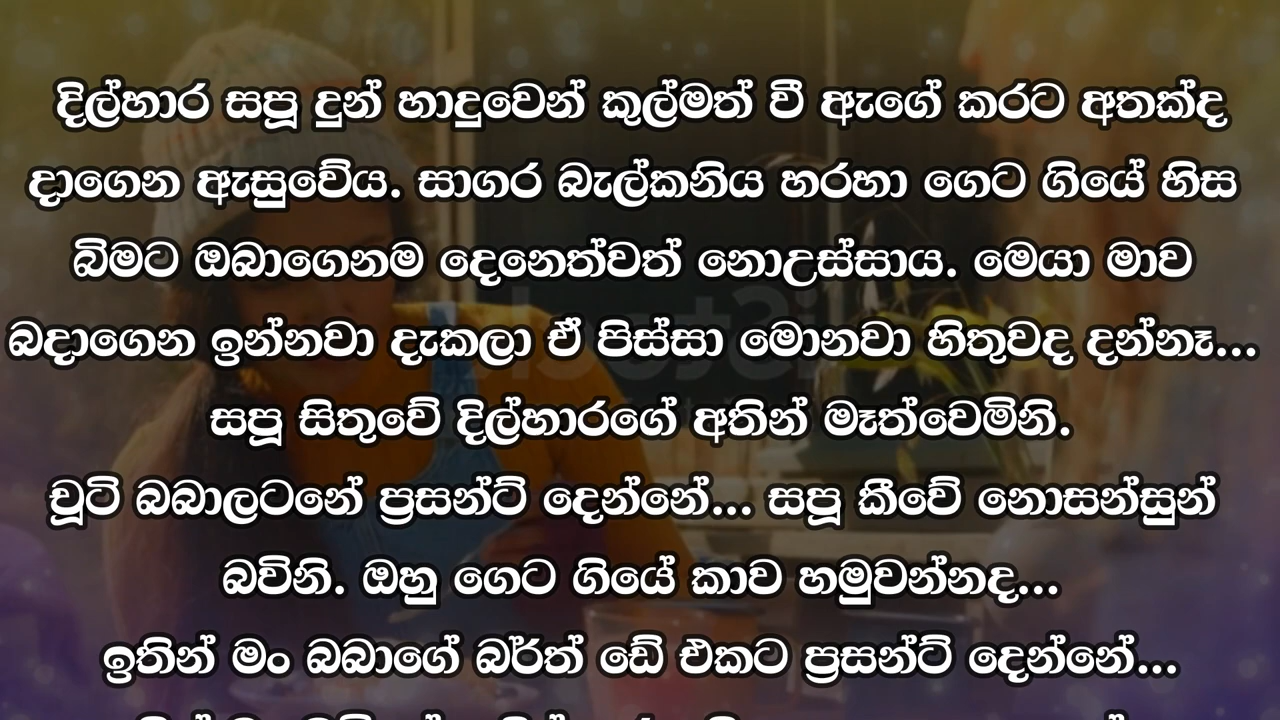 දිල්හාර සපූ දුන් හාදුවෙන් කුල්මත් වී ඇගේ කරට අතක්ද
දාගෙන ඇසුවේය. සාගර බැල්කනිය හරහා ගෙට ගියේ හිස
බිමට ඔබාගෙනම දෙනෙත්වත් නොඋස්සාය. මෙයා මාව
බදාගෙන ඉන්නවා දැකලා ඒ පිස්සා මොනවා හිතුවද දන්නෑ...
සපූ සිතුවේ දිල්හාරගේ අතින් මෑත්වෙමිනි.
චූටි බබාලටනේ ප්‍රසන්ට් දෙන්නේ... සපූ කීවේ නොසන්සුන්
බවිනි. ඔහු ගෙට ගියේ කාව හමුවන්නද...
ඉතින් මං බබාගේ බර්ත් ඩේ එකට ප්‍රසන්ට් දෙන්නේ...